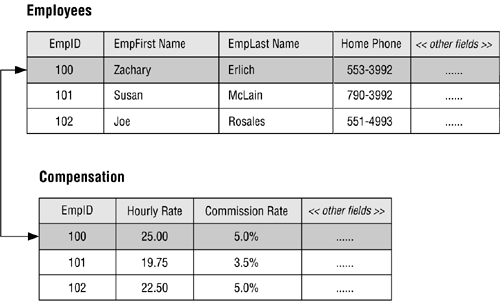 Employees
EmpID EmpFirst Name EmpLast Name Home Phone << other fields >>
100 Zachary Erlich 553-3992 ......
101 Susan McLain 790-3992 ......
102 Joe Rosales 551-4993 ......
Compensation
EmpID Hourly Rate Commission Rate << other fields >>
100 25.00 5.0% ......
101 19.75 3.5% ......
102 22.50 5.0% ......